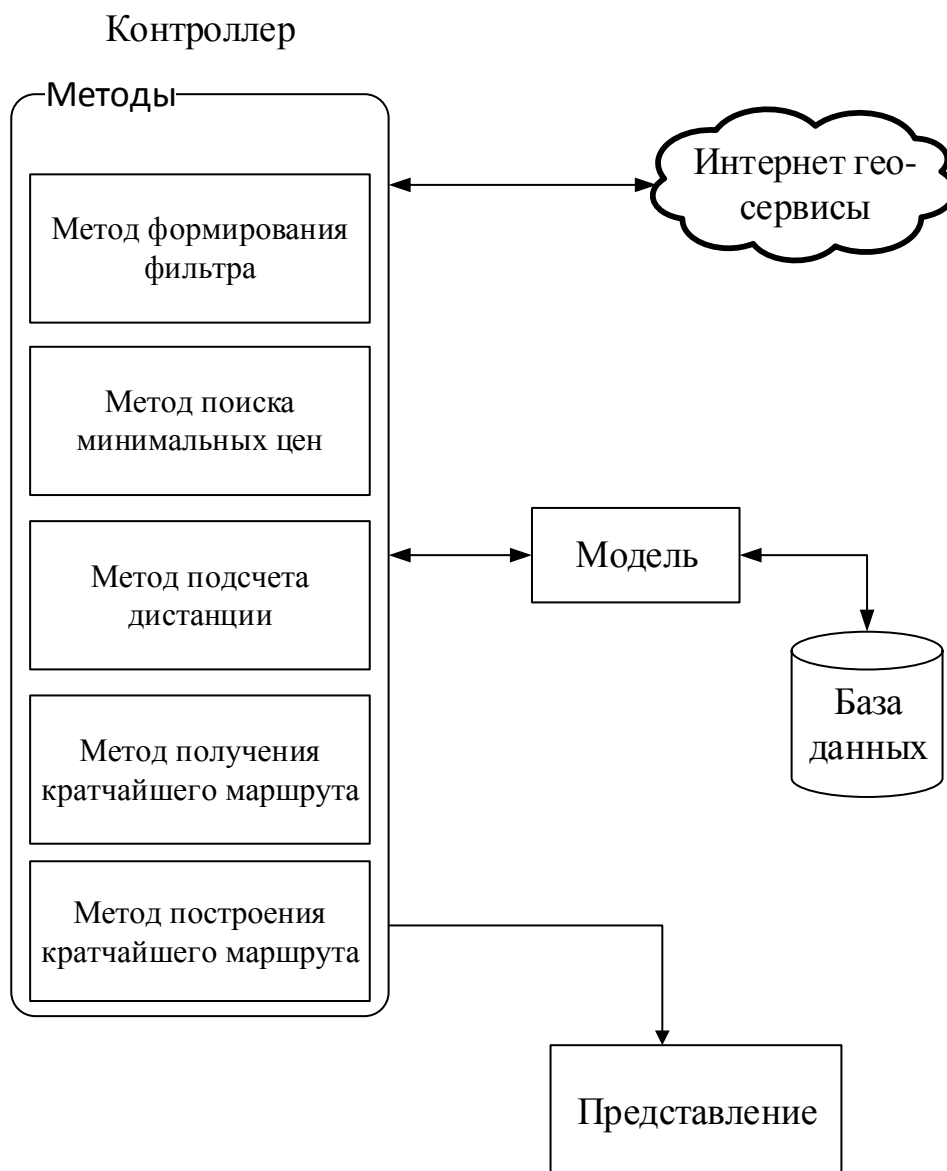 Контроллер
Методы
Метод формирования
фильтра
Метод поиска
минимальных цен
Метод подсчета
дистанции
Метод получения
кратчайшего маршрута
Метод построения
кратчайшего маршрута
Интернет гео-
сервисы
Модель
База
данных
Представление